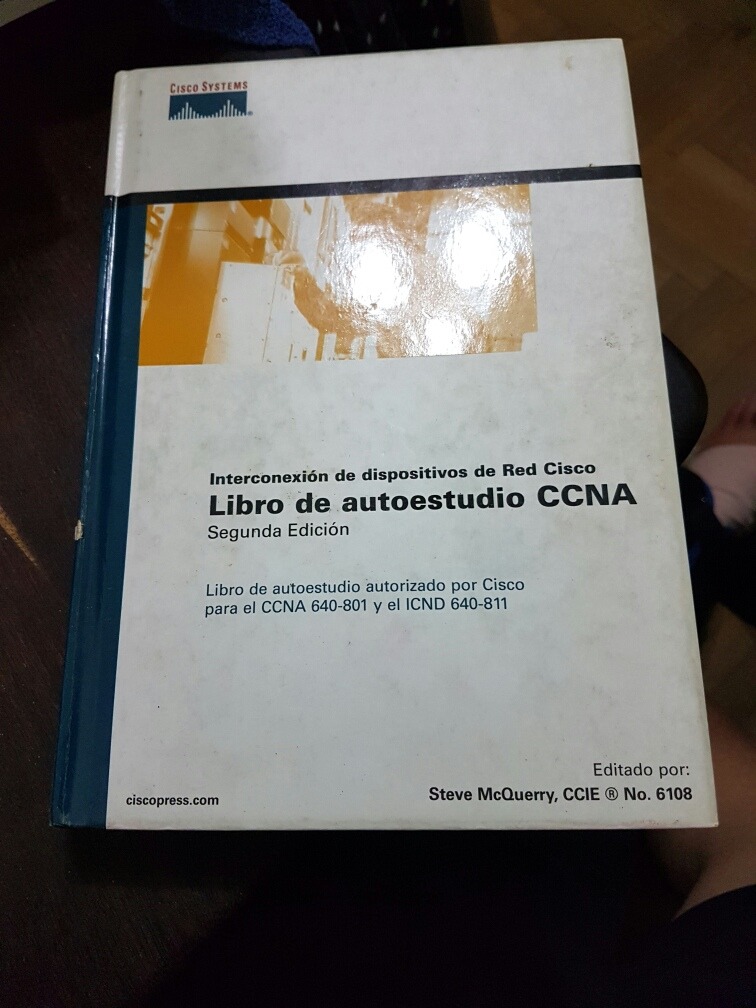 CISCO SYSTEMS
Interconexión de dispositivos de Red Cisco
Libro de autoestudio CCNA
Segunda Edición
Libro de autoestudio autorizado por Cisco
para el CCNA 640-801 y el ICND 640-811
Editado por:
Steve McQuerry, CCIE ® No. 6108
ciscopress.com